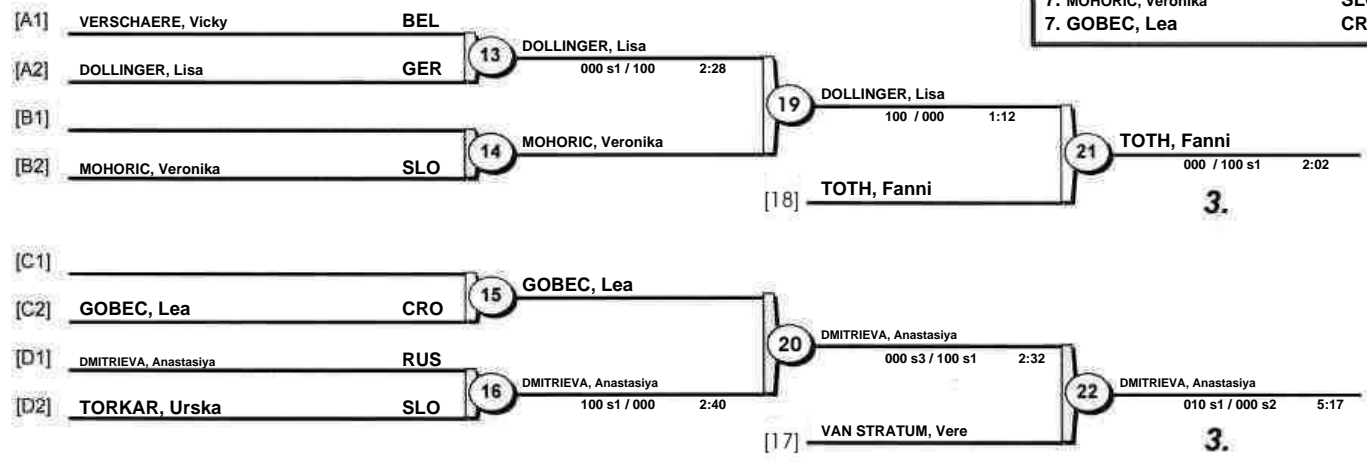 7. MOHORIC, Veronika
7. GOBEC, Lea CR
[A1] VERSCHAERE, Vicky BEL
13 DOLLINGER, Lisa
000 s1 / 100 2:28
[A2] DOLLINGER, Lisa GER
19 DOLLINGER, Lisa
100 / 000 1:12
[B1]
14 MOHORIC, Veronika
[B2] MOHORIC, Veronika SLO
21 TOTH, Fanni
000 / 100 s1 2:02
[18] TOTH, Fanni
3.
[C1]
15 GOBEC, Lea
[C2] GOBEC, Lea CRO
20 DMITRIEVA, Anastasiya
000 s3 / 100 s1 2:32
[D1] DMITRIEVA, Anastasiya RUS
16 DMITRIEVA, Anastasiya
100 s1 / 000 2:40
[D2] TORKAR, Urska SLO
22 DMITRIEVA, Anastasiya
010 s1 / 000 s2 5:17
[17] VAN STRATUM, Vere
3.